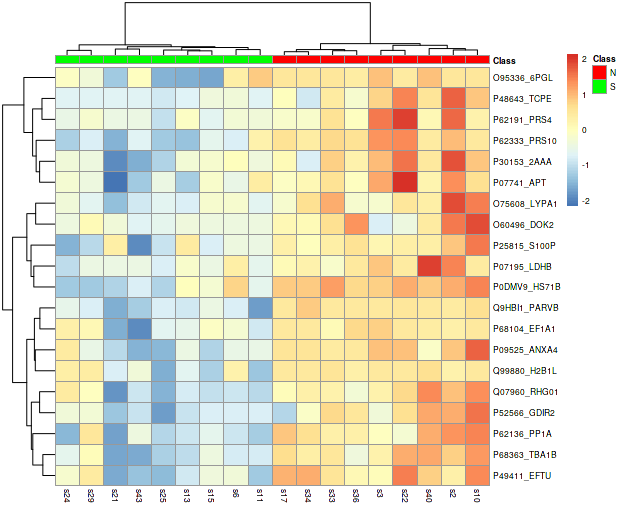 Class
O95336_6PGL
P48643_TCPE
P62191_PRS4
P62333_PRS10
P30153_2AAA
P07741_APT
O75608_LYPA1
O60496_DOK2
P25815_S100P
P07195_LDHB
P0DMV9_HS71B
Q9HBI1_PARVB
P68104_EF1A1
P09525_ANXA4
Q99880_H2B1L
Q07960_RHG01
P52566_GDIR2
P62136_PP1A
P68363_TBA1B
P49411_EFTU
s24 s29 s21 s43 s25 s13 s15 s6 s11 s17 s34 s33 s36 s3 s22 s40 s2 s10
2
1
0
-1
-2
Class
N
S